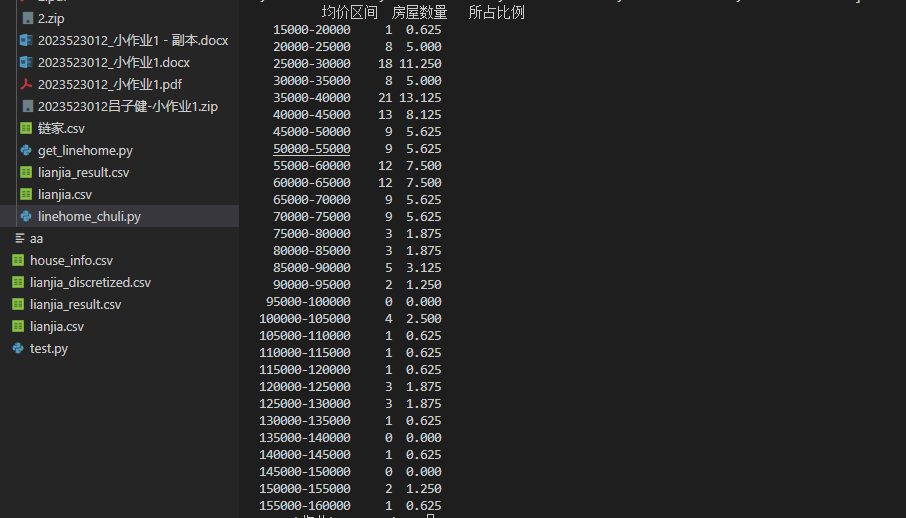 2.zip
2023523012_小作业1 - 副本.docx
2023523012_小作业1.docx
2023523012_小作业1.pdf
2023523012吕子健-小作业1.zip
链家.csv
get_linehome.py
lianjia_result.csv
lianjia.csv
linehome_chuli.py
aa
house_info.csv
lianjia_discretized.csv
lianjia_result.csv
lianjia.csv
test.py
均价区间 房屋数量 所占比例
15000-20000 1 0.625
20000-25000 8 5.000
25000-30000 18 11.250
30000-35000 8 5.000
35000-40000 21 13.125
40000-45000 13 8.125
45000-50000 9 5.625
50000-55000 9 5.625
55000-60000 12 7.500
60000-65000 12 7.500
65000-70000 9 5.625
70000-75000 9 5.625
75000-80000 3 1.875
80000-85000 3 1.875
85000-90000 5 3.125
90000-95000 2 1.250
95000-100000 0 0.000
100000-105000 4 2.500
105000-110000 1 0.625
110000-115000 1 0.625
115000-120000 1 0.625
120000-125000 3 1.875
125000-130000 3 1.875
130000-135000 1 0.625
135000-140000 0 0.000
140000-145000 1 0.625
145000-150000 0 0.000
150000-155000 2 1.250
155000-160000 1 0.625